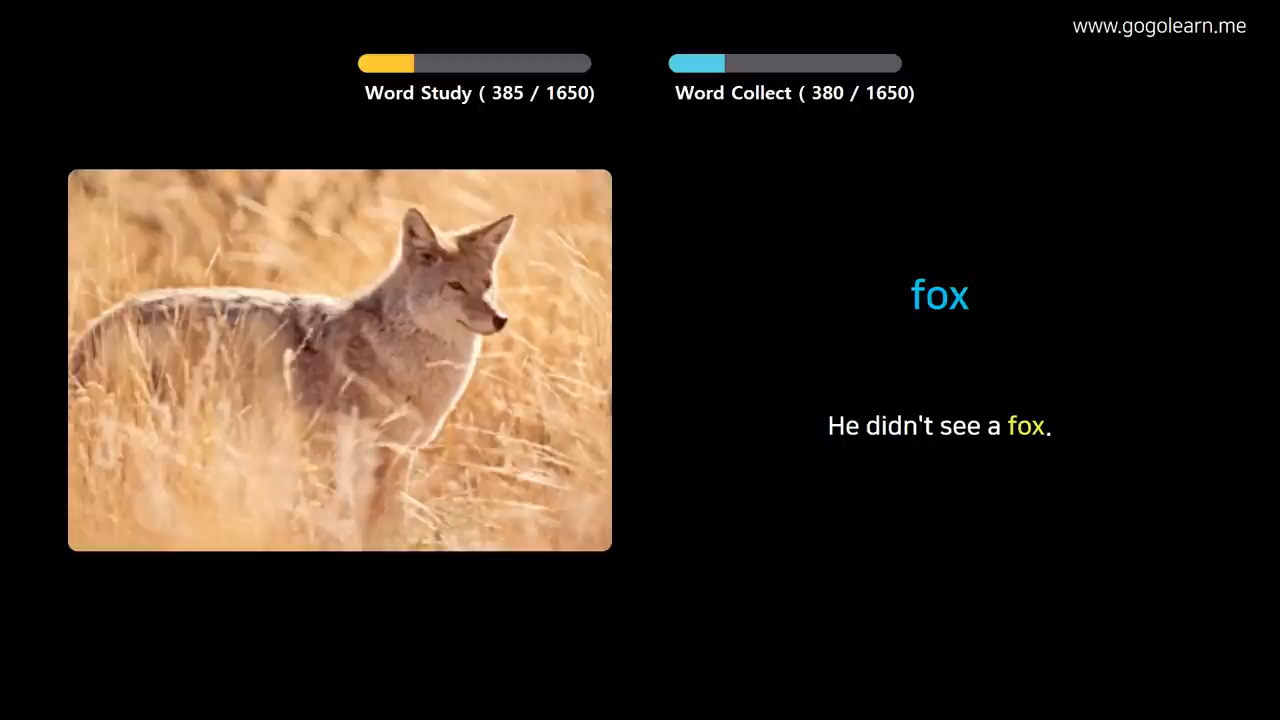 www.gogolearn.me
Word Study ( 385 / 1650)
Word Collect ( 380 / 1650)
fox
He didn't see a fox.